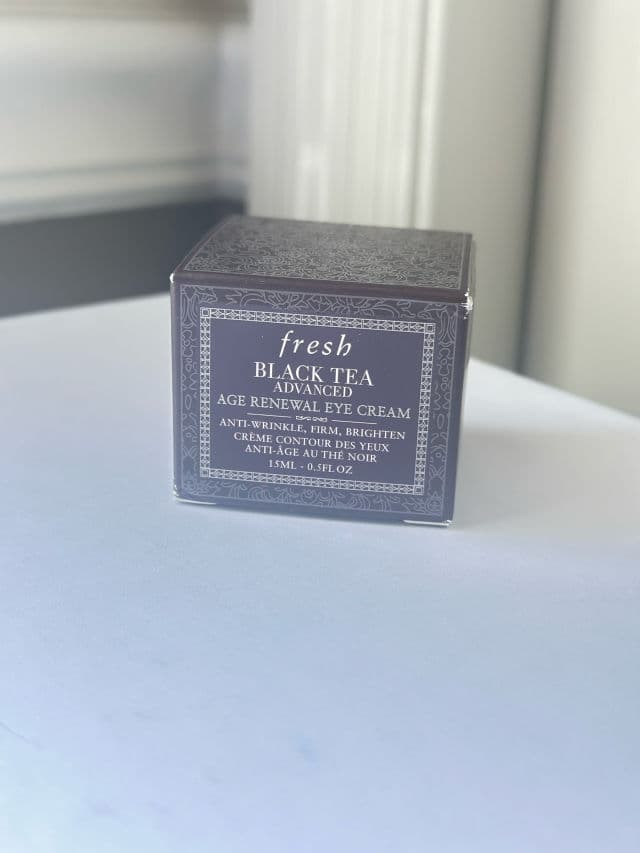 fresh
BLACK TEA
ADVANCED
AGE RENEWAL EYE CREAM
ANTI-WRINKLE, FIRM, BRIGHTEN
CRÈME CONTOUR DES YEUX
ANTI-ÂGE AU THÉ NOIR
15ML - 0.5FL OZ